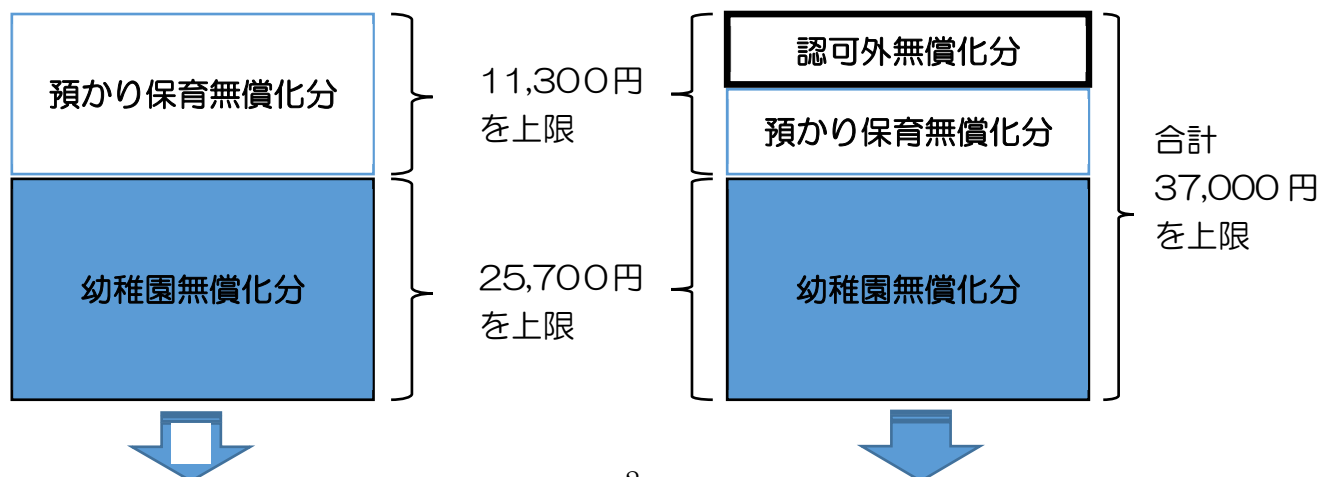 預かり保育無償化分
幼稚園無償化分
11,300円
を上限
25,700円
を上限
認可外無償化分
預かり保育無償化分
幼稚園無償化分
合計
37,000円
を上限